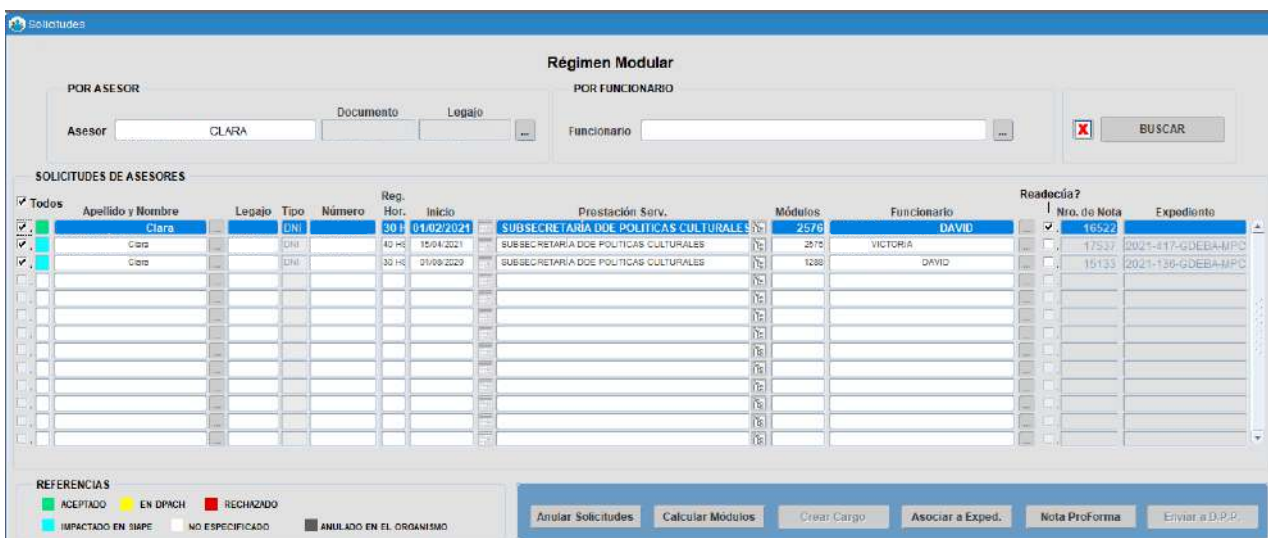 Solicitudes
Régimen Modular
POR ASESOR
POR FUNCIONARIO
Documento Legajo
Asesor CLARA ... Funcionario ... X BUSCAR
SOLICITUDES DE ASESORES
Todos Apellido y Nombre Legajo Tipo Número Reg. Hor. Inicio Prestación Serv. Módulos Funcionario Readecúa? Nro. de Nota Expediente
Clara DNI 30 H 01/02/2021 SUBSECRETARÍA DDE POLITICAS CULTURALES 2576 DAVID 16522
Clara DNI 40 HS 15/04/2021 SUBSECRETARÍA DDE POLITICAS CULTURALES 2576 VICTORIA 17537 2021-417-GDEBA-MPC
Clara DNI 30 HS 01/08/2020 SUBSECRETARÍA DDE POLITICAS CULTURALES 1288 DAVID 15133 2021-136-GDEBA-MPC
REFERENCIAS
ACEPTADO EN DPACH RECHAZADO
IMPACTADO EN SIAPE NO ESPECIFICADO ANULADO EN EL ORGANISMO
Anular Solicitudes Calcular Módulos Crear Cargo Asociar a Exped. Nota ProForma Enviar a D.P.P.